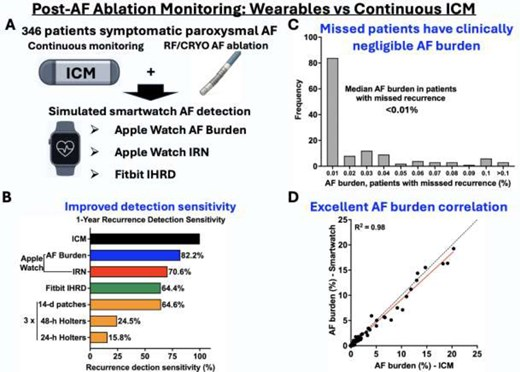 Post-AF Ablation Monitoring: Wearables vs Continuous ICM
A
346 patients symptomatic paroxysmal AF
Continuous monitoring
RF/CRYO AF ablation
ICM
+
Simulated smartwatch AF detection
➢ Apple Watch AF Burden
➢ Apple Watch IRN
➢ Fitbit IHRD
B
Improved detection sensitivity
1-Year Recurrence Detection Sensitivity
ICM
Apple Watch
AF Burden
82.2%
IRN
70.6%
Fitbit IHRD
64.4%
3 x
14-d patches
64.6%
48-h Holters
24.5%
24-h Holters
15.8%
0
50
100
Recurrence dection sensitivity (%)
C
Missed patients have clinically
negligible AF burden
Frequency
100
80
60
40
20
0
Median AF burden in patients
with missed recurrence
<0.01%
0.01 0.02 0.03 0.04 0.05 0.06 0.07 0.08 0.09 0.1 >0.1
AF burden, patients with misssed recurrence (%)
D
Excellent AF burden correlation
R² = 0.98
AF burden (%) - Smartwatch
25
20
15
10
5
0
0 5 10 15 20 25
AF burden (%) - ICM